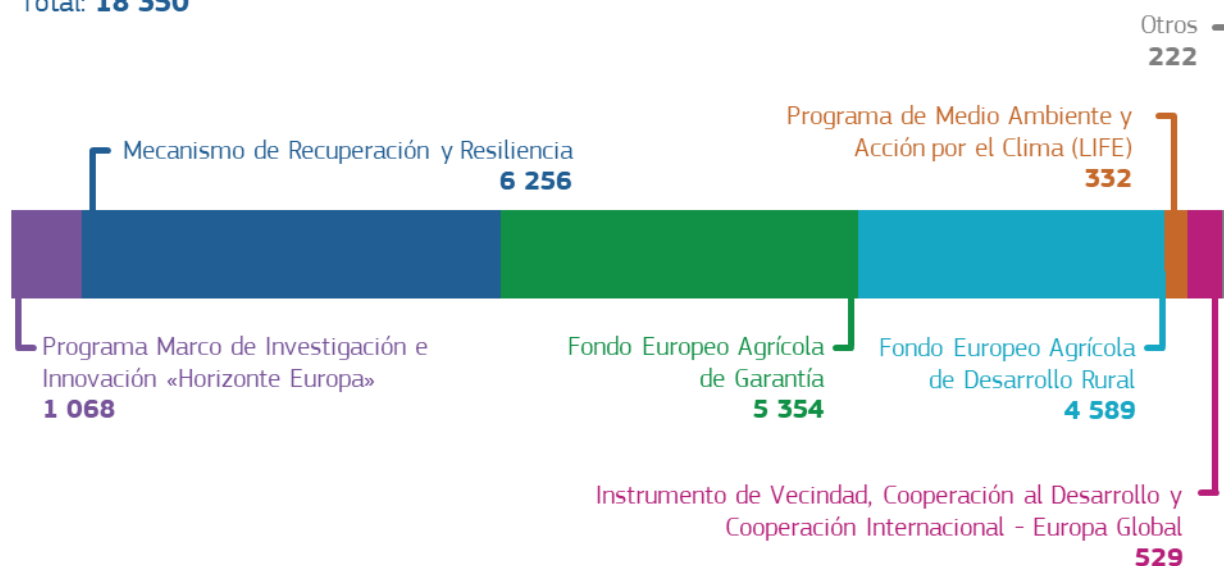 Total: 18 350
Otros
222
Programa de Medio Ambiente y
Acción por el Clima (LIFE)
332
Mecanismo de Recuperación y Resiliencia
6 256
Programa Marco de Investigación e
Innovación «Horizonte Europa»
1 068
Fondo Europeo Agrícola
de Garantía
5 354
Fondo Europeo Agrícola
de Desarrollo Rural
4 589
Instrumento de Vecindad, Cooperación al Desarrollo y
Cooperación Internacional - Europa Global
529